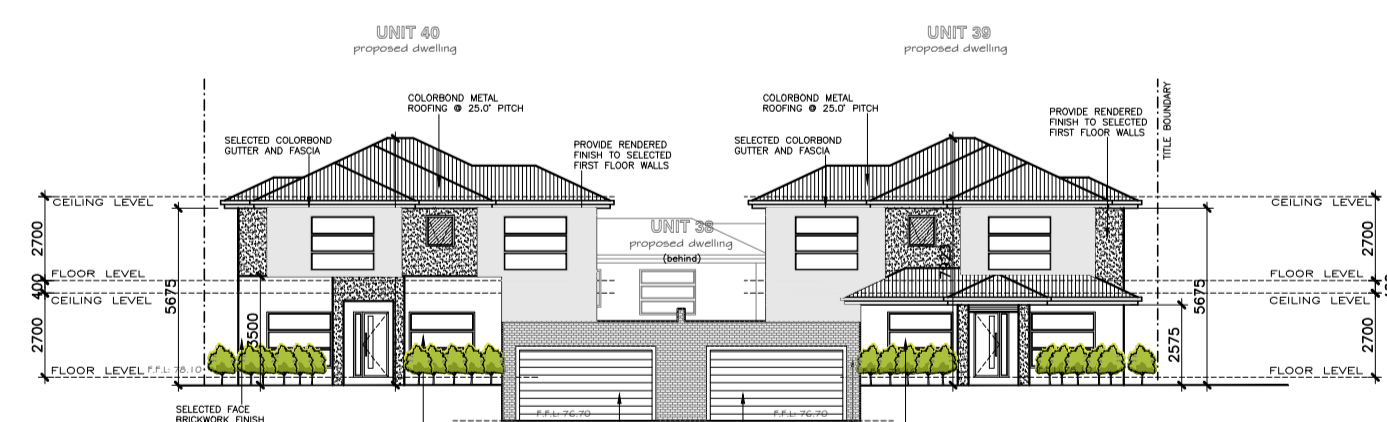 UNIT 40
proposed dwelling
UNIT 39
proposed dwelling
COLORBOND METAL
ROOFING @ 25.0° PITCH
SELECTED COLORBOND
GUTTER AND FASCIA
PROVIDE RENDERED
FINISH TO SELECTED
FIRST FLOOR WALLS
COLORBOND METAL
ROOFING @ 25.0° PITCH
SELECTED COLORBOND
GUTTER AND FASCIA
PROVIDE RENDERED
FINISH TO SELECTED
FIRST FLOOR WALLS
TITLE BOUNDARY
CEILING LEVEL
CEILING LEVEL
2700
2700
UNIT 38
proposed dwelling
(behind)
FLOOR LEVEL
FLOOR LEVEL
400
CEILING LEVEL
CEILING LEVEL
5675
5675
7323
2700
3500
2575
2700
FLOOR LEVEL
F.F.L: 78.10
FLOOR LEVEL
SELECTED FACE
BRICKWORK FINISH
F.F.L: 76.70
F.F.L: 76.70